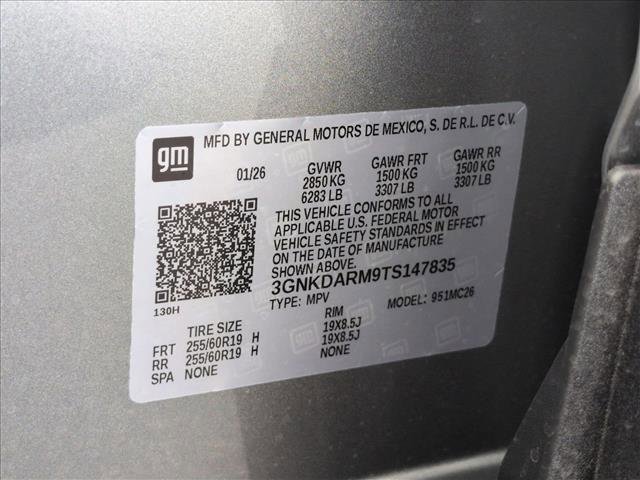 gm
MFD BY GENERAL MOTORS DE MEXICO, S. DE R.L. DE C.V.
01/26 GVWR GAWR FRT GAWR RR
2850 KG 1500 KG 1500 KG
6283 LB 3307 LB 3307 LB
THIS VEHICLE CONFORMS TO ALL
APPLICABLE U.S. FEDERAL MOTOR
VEHICLE SAFETY STANDARDS IN EFFECT
ON THE DATE OF MANUFACTURE
SHOWN ABOVE.
3GNKDARM9TS147835
130H
TYPE: MPV MODEL: 951MC26
TIRE SIZE RIM
FRT 255/60R19 H 19X8.5J
RR 255/60R19 H 19X8.5J
SPA NONE NONE